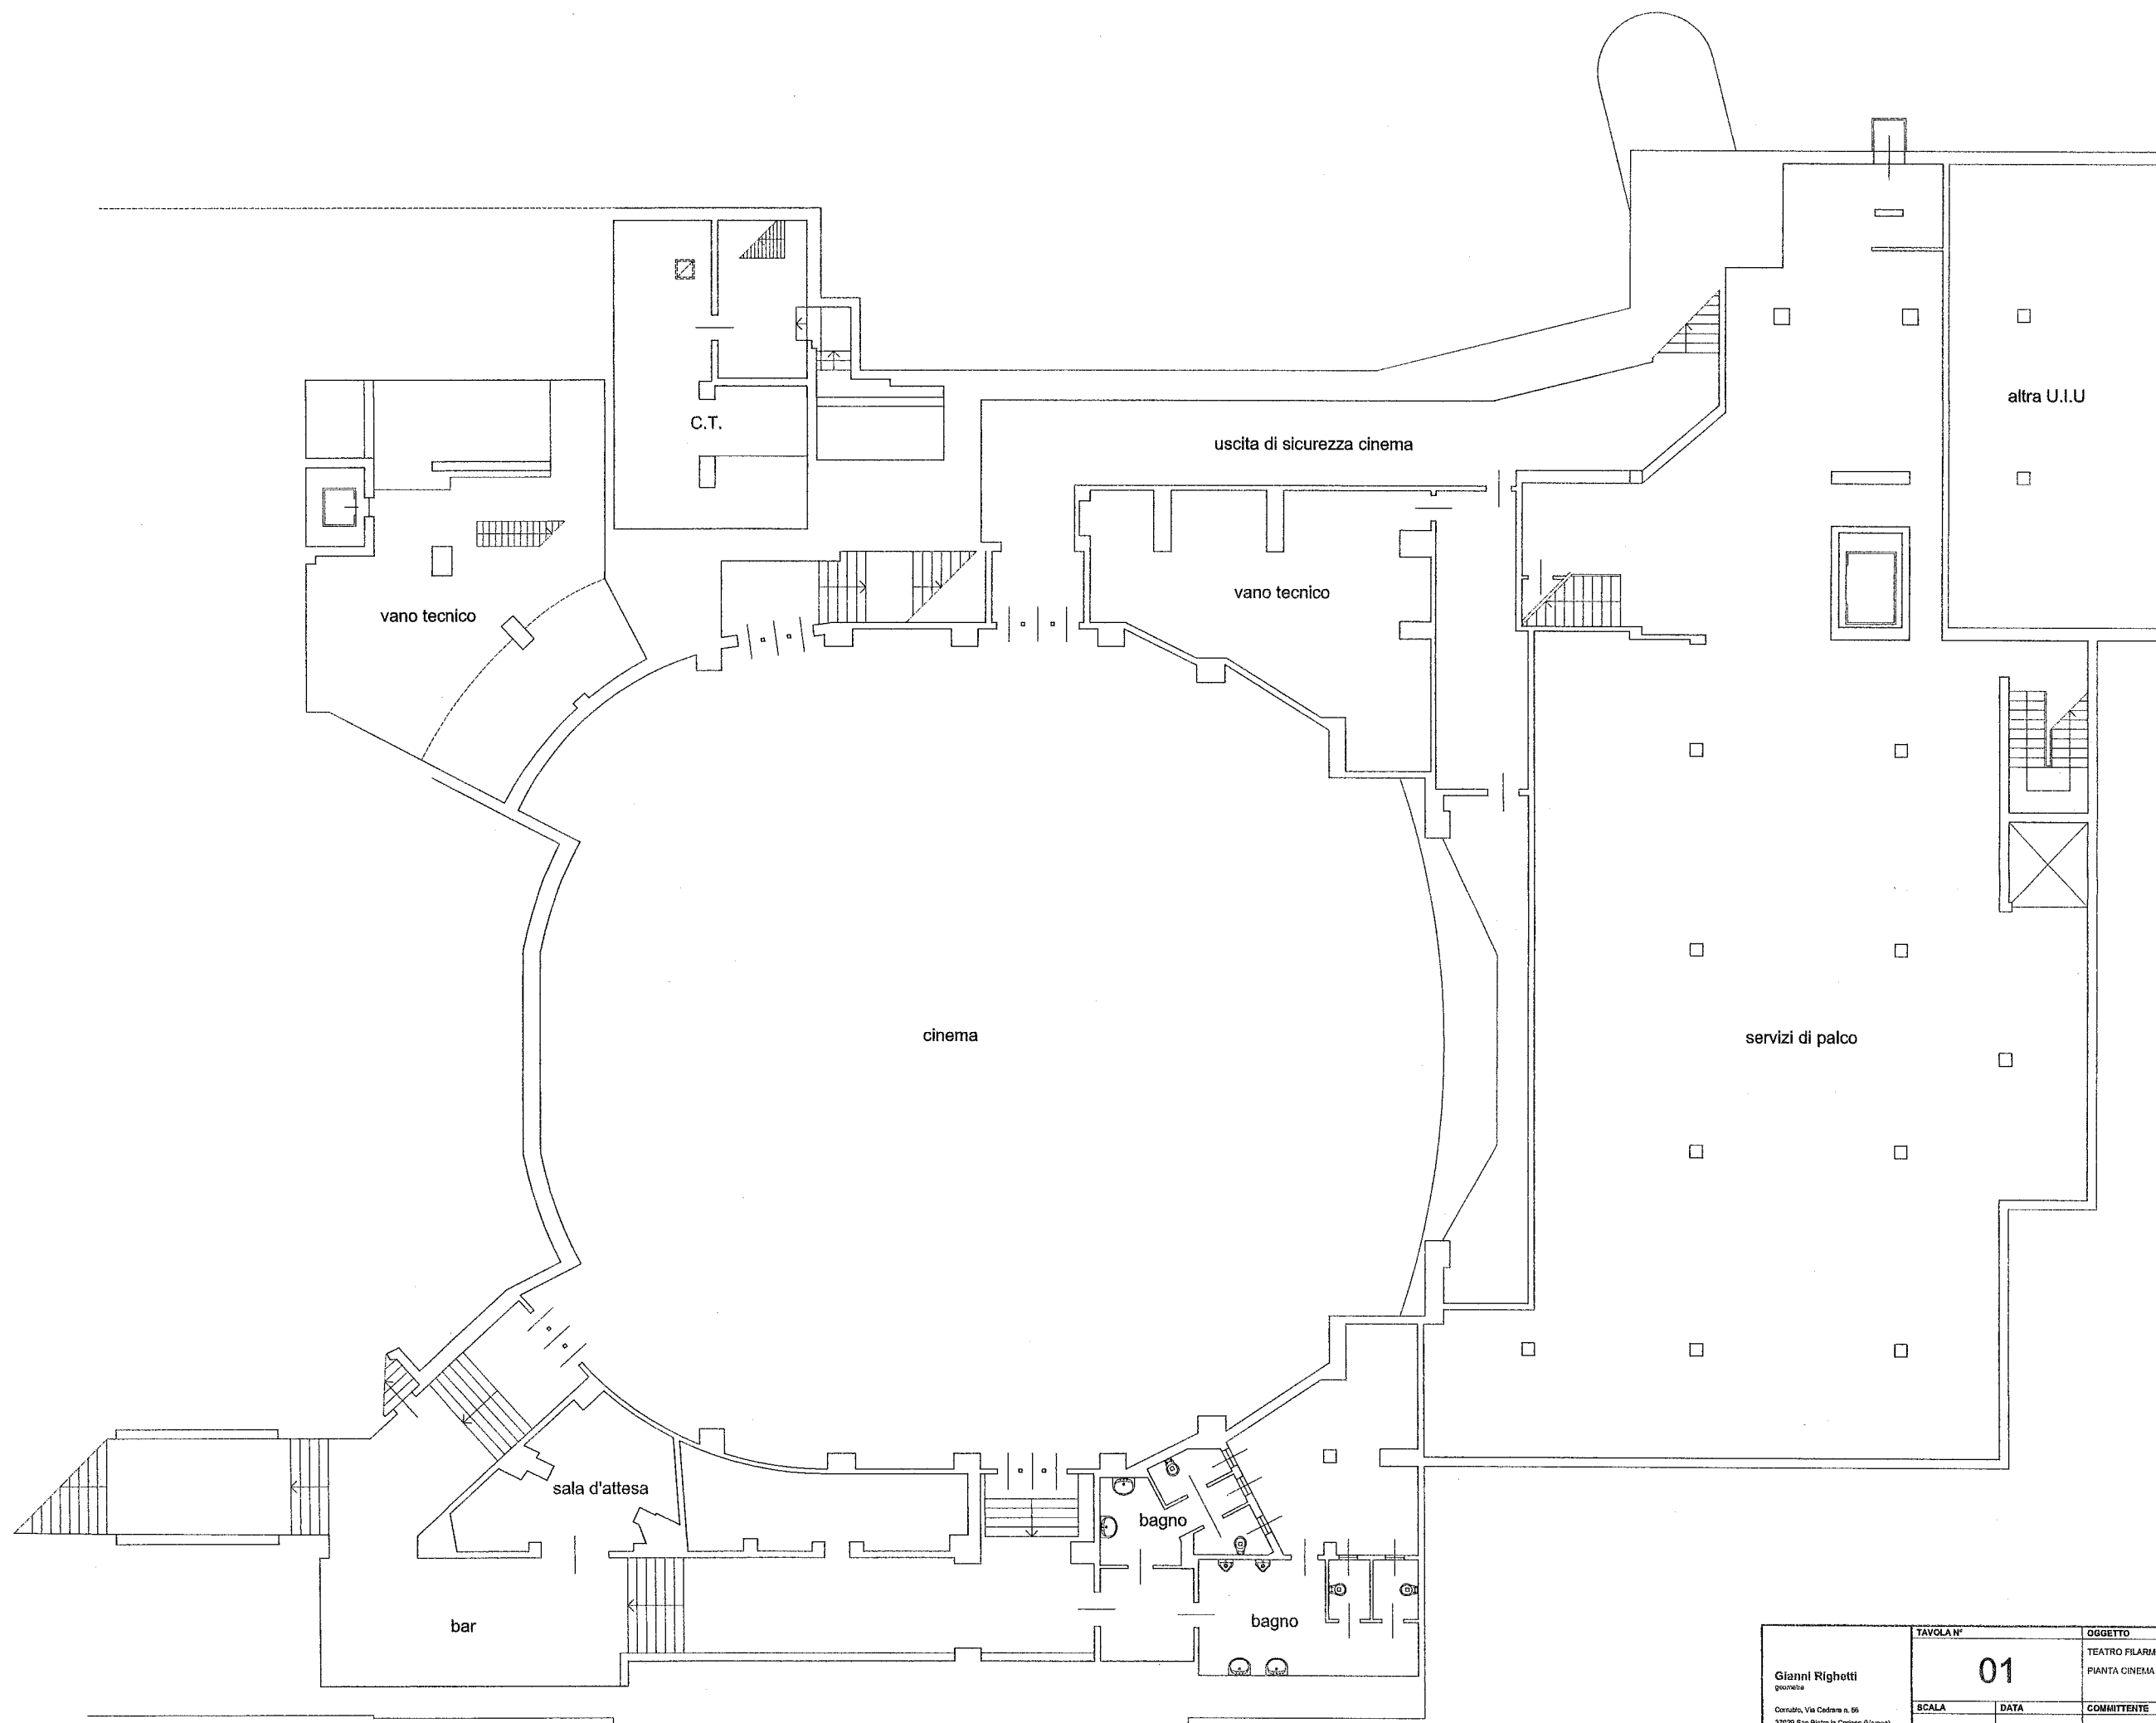 altra U.I.U
C.T.
uscita di sicurezza cinema
vano tecnico
vano tecnico
cinema
servizi di palco
sala d'attesa
bagno
bar
bagno
TAVOLA N°
OGGETTO
01
TEATRO FILARM
PIANTA CINEMA
Gianni Righetti
geometra
SCALA
DATA
COMMITTENTE
Corrubio, Via Cadrara n. 56